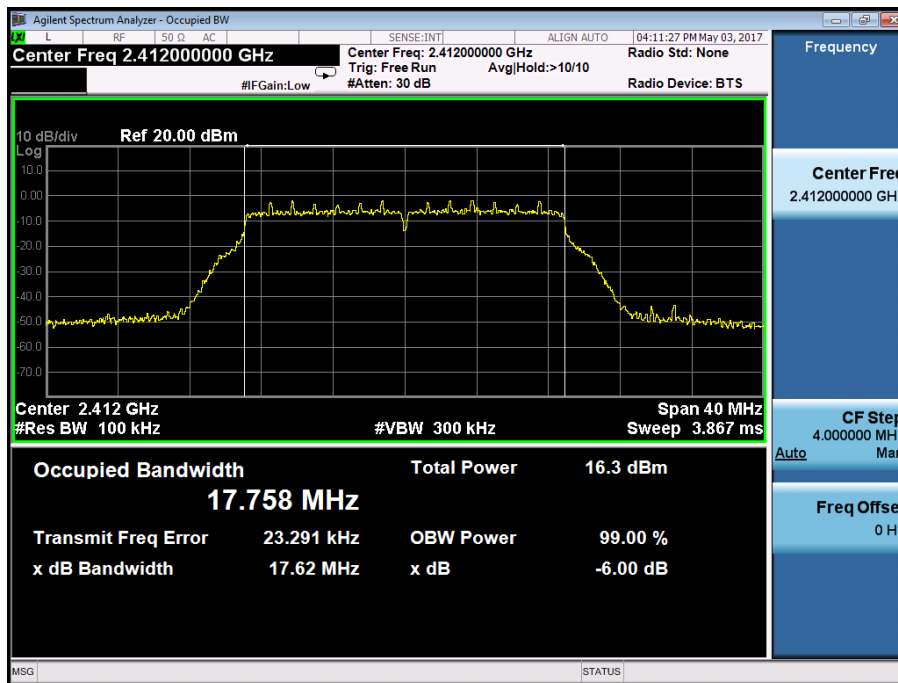 Agilent Spectrum Analyzer - Occupied BW
LXI L RF 50 Ω AC SENSE:INT ALIGN AUTO 04:11:27 PM May 03, 2017
Center Freq 2.412000000 GHz
Center Freq: 2.412000000 GHz Radio Std: None
Trig: Free Run Avg|Hold:>10/10
#IFGain:Low #Atten: 30 dB Radio Device: BTS
10 dB/div Ref 20.00 dBm
Log
10.0
0.00
-10.0
-20.0
-30.0
-40.0
-50.0
-60.0
-70.0
Center 2.412 GHz Span 40 MHz
#Res BW 100 kHz #VBW 300 kHz Sweep 3.867 ms
Occupied Bandwidth Total Power 16.3 dBm
17.758 MHz
Transmit Freq Error 23.291 kHz OBW Power 99.00 %
x dB Bandwidth 17.62 MHz x dB -6.00 dB
Frequency
Center Fre
2.412000000 GH
CF Step
4.000000 MH
Auto Ma
Freq Offse
0 H
MSG STATUS